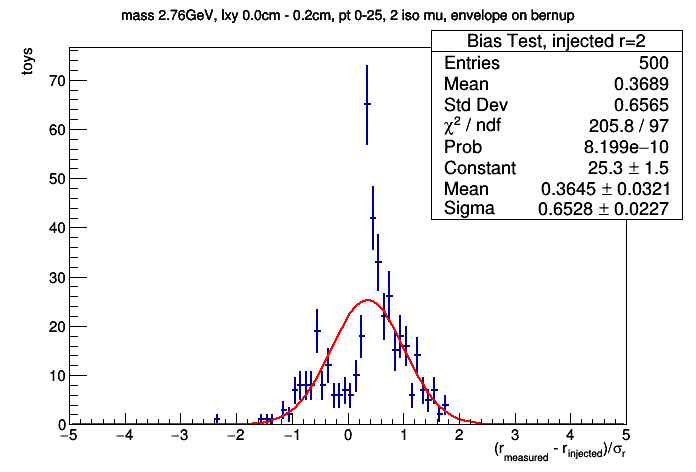 mass 2.76GeV, lxy 0.0cm - 0.2cm, pt 0-25, 2 iso mu, envelope on bernup
Bias Test, injected r=2
Entries 500
Mean 0.3689
Std Dev 0.6565
χ² / ndf 205.8 / 97
Prob 8.199e−10
Constant 25.3 ± 1.5
Mean 0.3645 ± 0.0321
Sigma 0.6528 ± 0.0227
toys
70
60
50
40
30
20
10
0
−5 −4 −3 −2 −1 0 1 2 3 4 5
(r_measured - r_injected)/σ_r